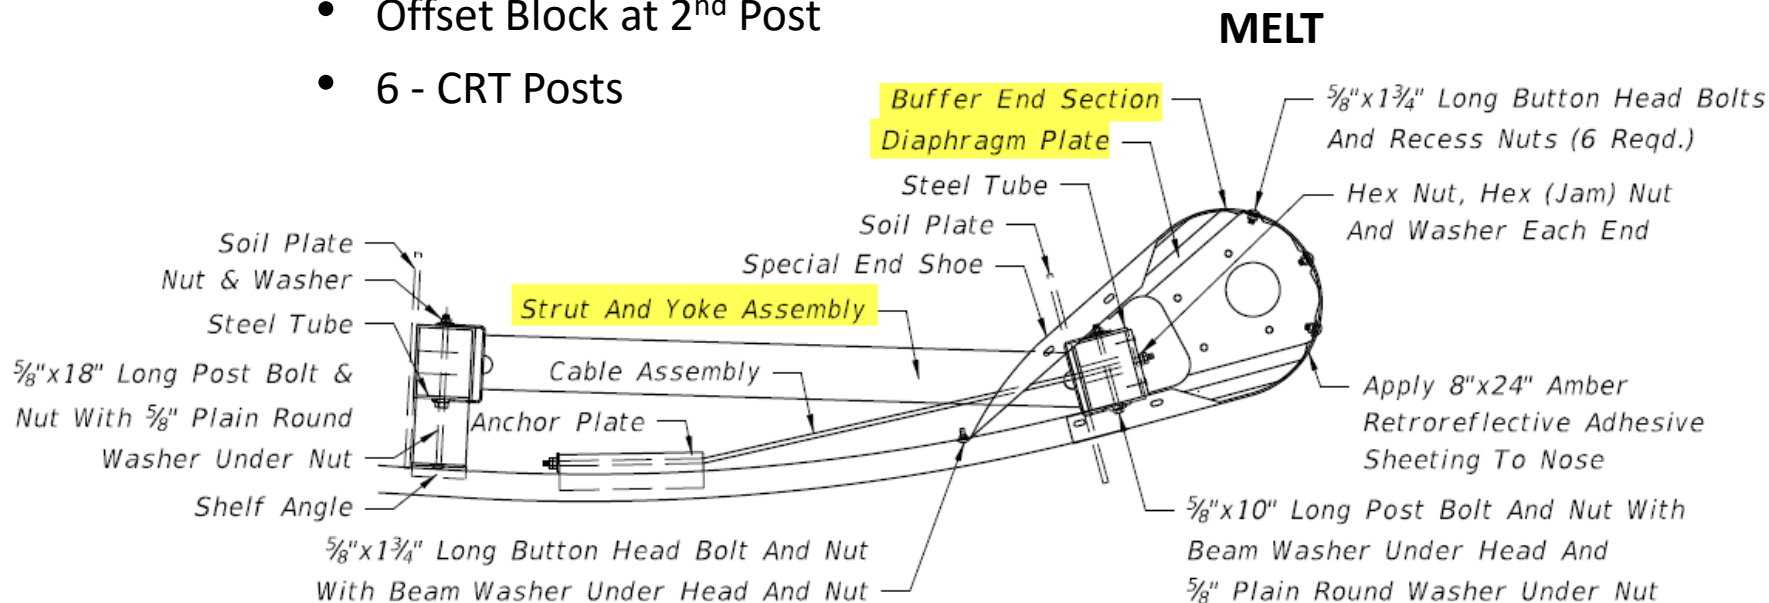 • Offset Block at 2nd Post
• 6 - CRT Posts
MELT
Buffer End Section
Diaphragm Plate
Steel Tube
Soil Plate
Special End Shoe
Strut And Yoke Assembly
Cable Assembly
Anchor Plate
Soil Plate
Nut & Washer
Steel Tube
⅝"x18" Long Post Bolt &
Nut With ⅝" Plain Round
Washer Under Nut
Shelf Angle
⅝"x1¾" Long Button Head Bolt And Nut
With Beam Washer Under Head And Nut
⅝"x1¾" Long Button Head Bolts
And Recess Nuts (6 Reqd.)
Hex Nut, Hex (Jam) Nut
And Washer Each End
Apply 8"x24" Amber
Retroreflective Adhesive
Sheeting To Nose
⅝"x10" Long Post Bolt And Nut With
Beam Washer Under Head And
⅝" Plain Round Washer Under Nut